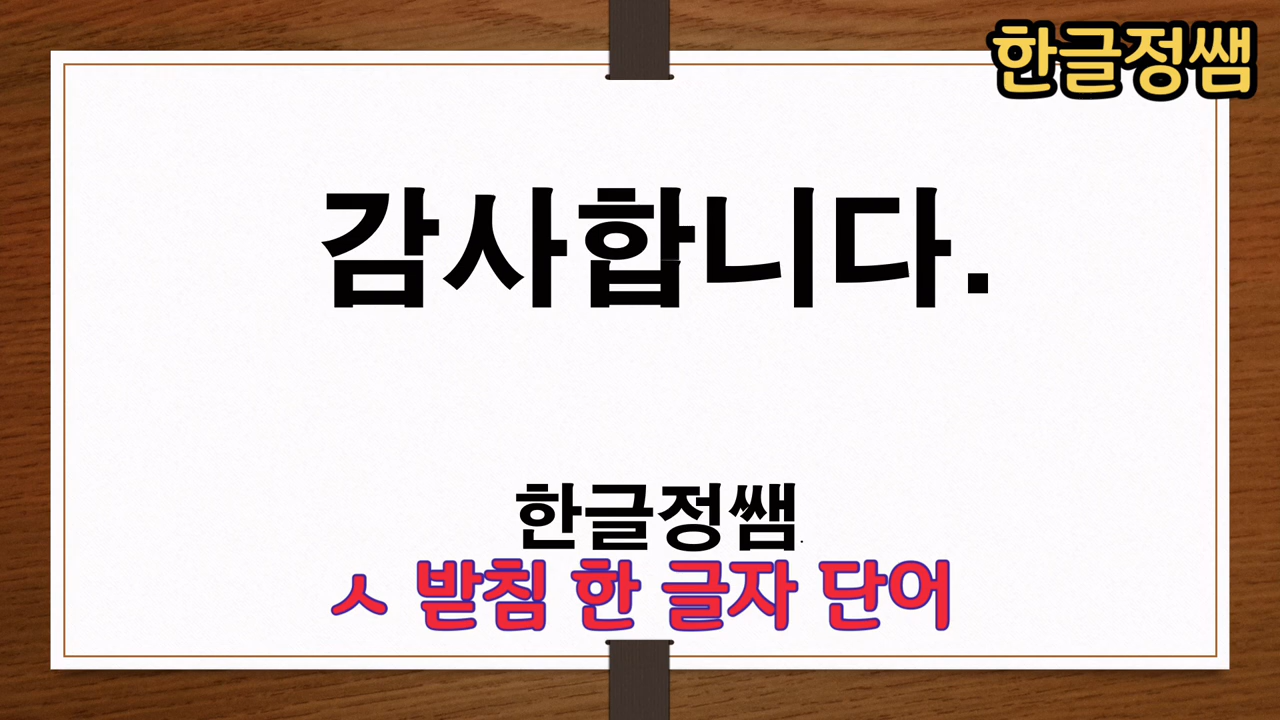 한글정쌤
감사합니다.
한글정쌤.
ㅅ 받침 한 글자 단어